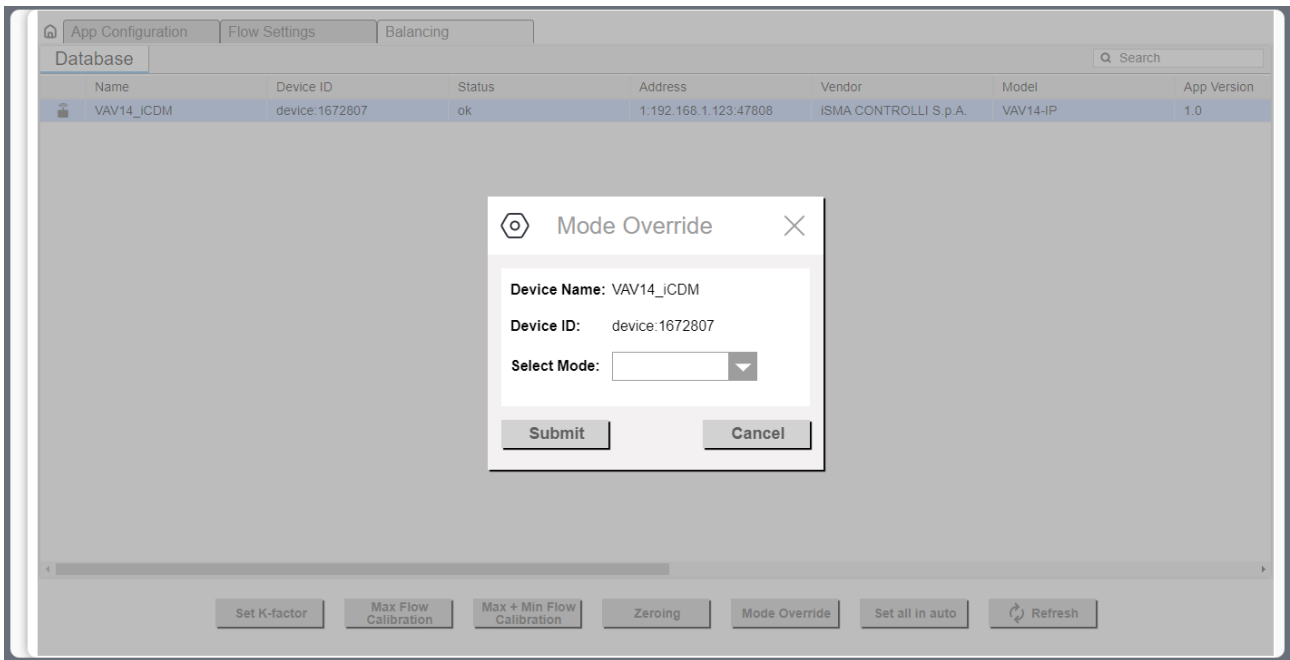 App Configuration Flow Settings Balancing
Database Search
Name Device ID Status Address Vendor Model App Version
VAV14_iCDM device:1672807 ok 1:192.168.1.123:47808 iSMA CONTROLLI S.p.A. VAV14-IP 1.0
Mode Override
Device Name: VAV14_iCDM
Device ID: device:1672807
Select Mode:
Submit Cancel
Set K-factor
Max Flow
Calibration
Max + Min Flow
Calibration
Zeroing
Mode Override
Set all in auto
Refresh